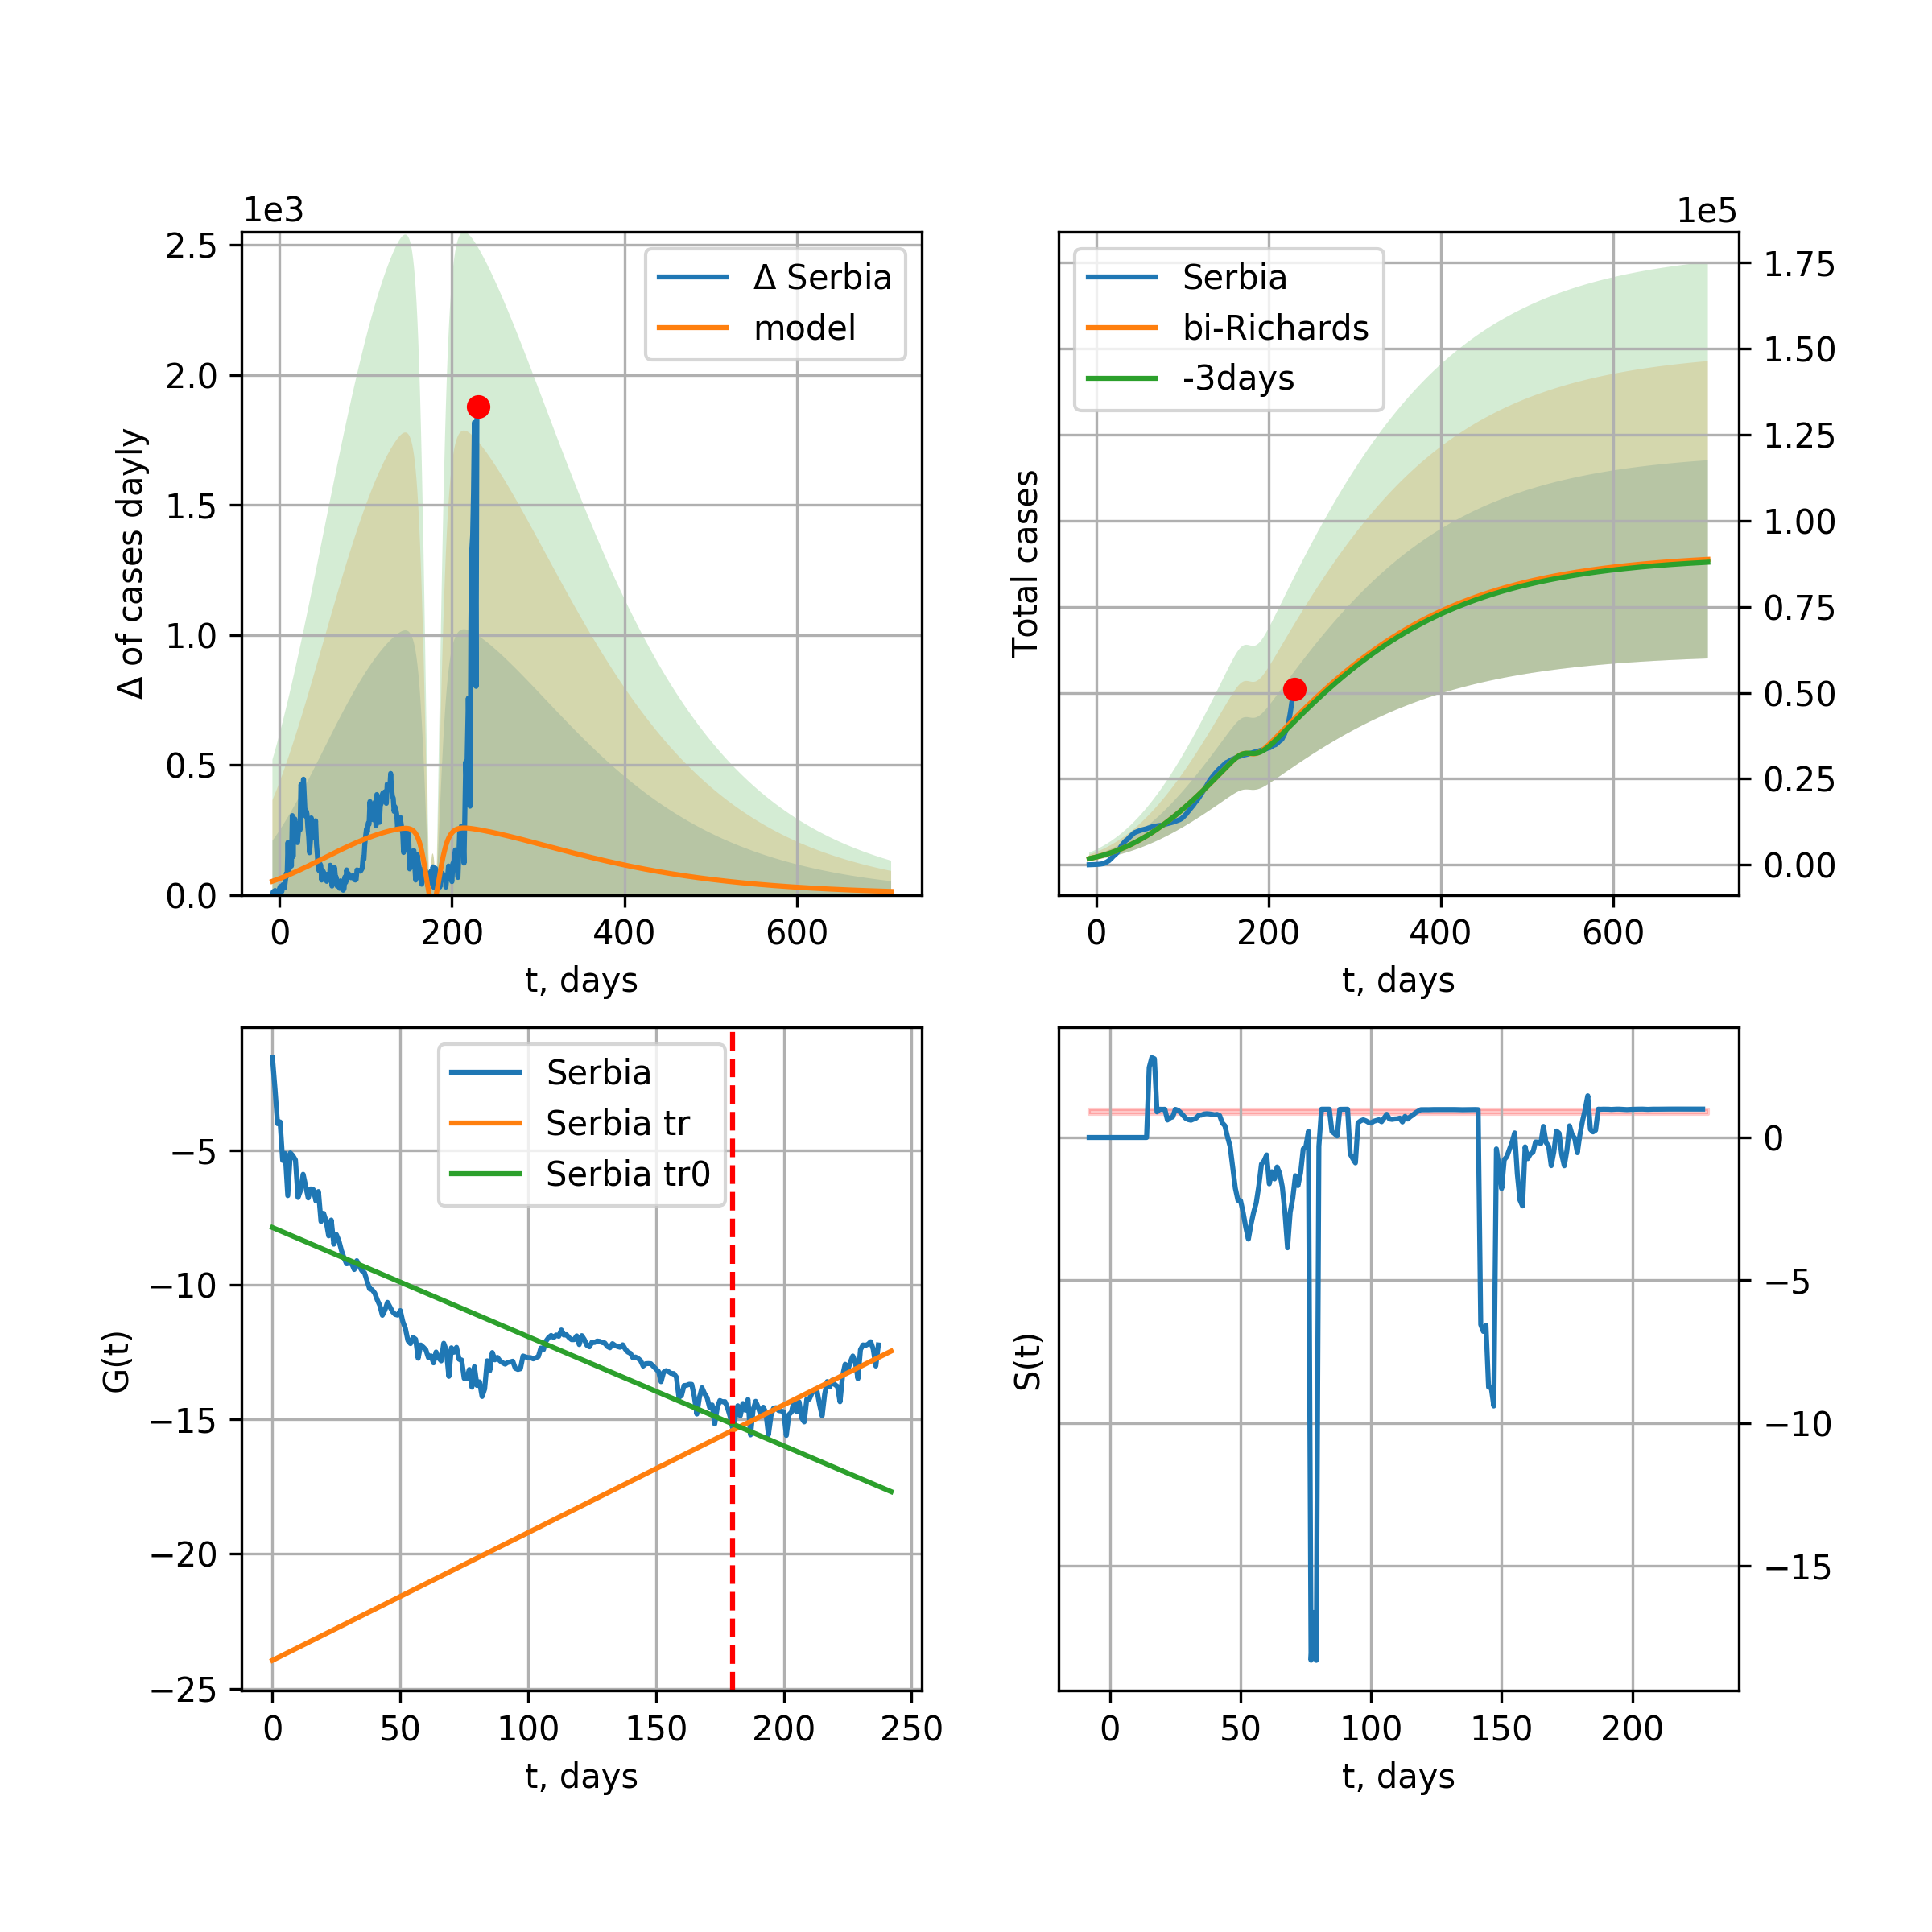 1e3
2.5
2.0
1.5
1.0
0.5
0.0
Δ of cases dayly
Δ Serbia
model
0 200 400 600
t, days
1e5
1.75
1.50
1.25
1.00
0.75
0.50
0.25
0.00
Total cases
Serbia
bi-Richards
-3days
0 200 400 600
t, days
−5
−10
−15
−20
−25
G(t)
Serbia
Serbia tr
Serbia tr0
0 50 100 150 200 250
t, days
0
−5
−10
−15
S(t)
0 50 100 150 200
t, days